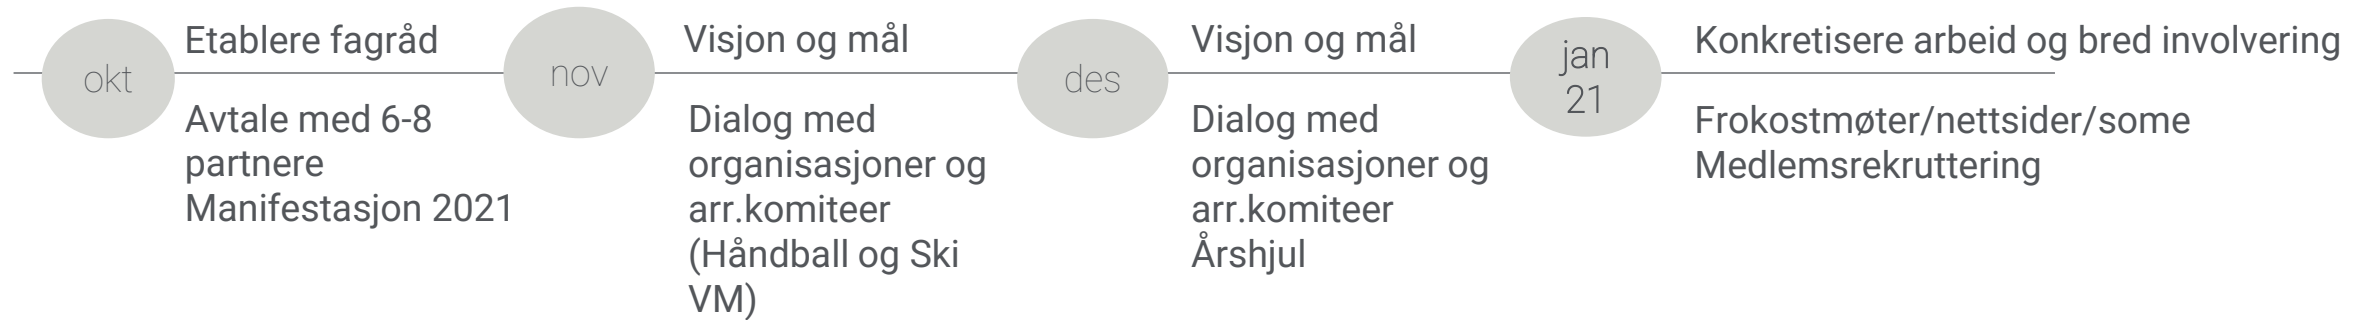 okt
Etablere fagråd
Avtale med 6-8
partnere
Manifestasjon 2021
nov
Visjon og mål
Dialog med
organisasjoner og
arr.komiteer
(Håndball og Ski
VM)
des
Visjon og mål
Dialog med
organisasjoner og
arr.komiteer
Årshjul
jan
21
Konkretisere arbeid og bred involvering
Frokostmøter/nettsider/some
Medlemsrekruttering